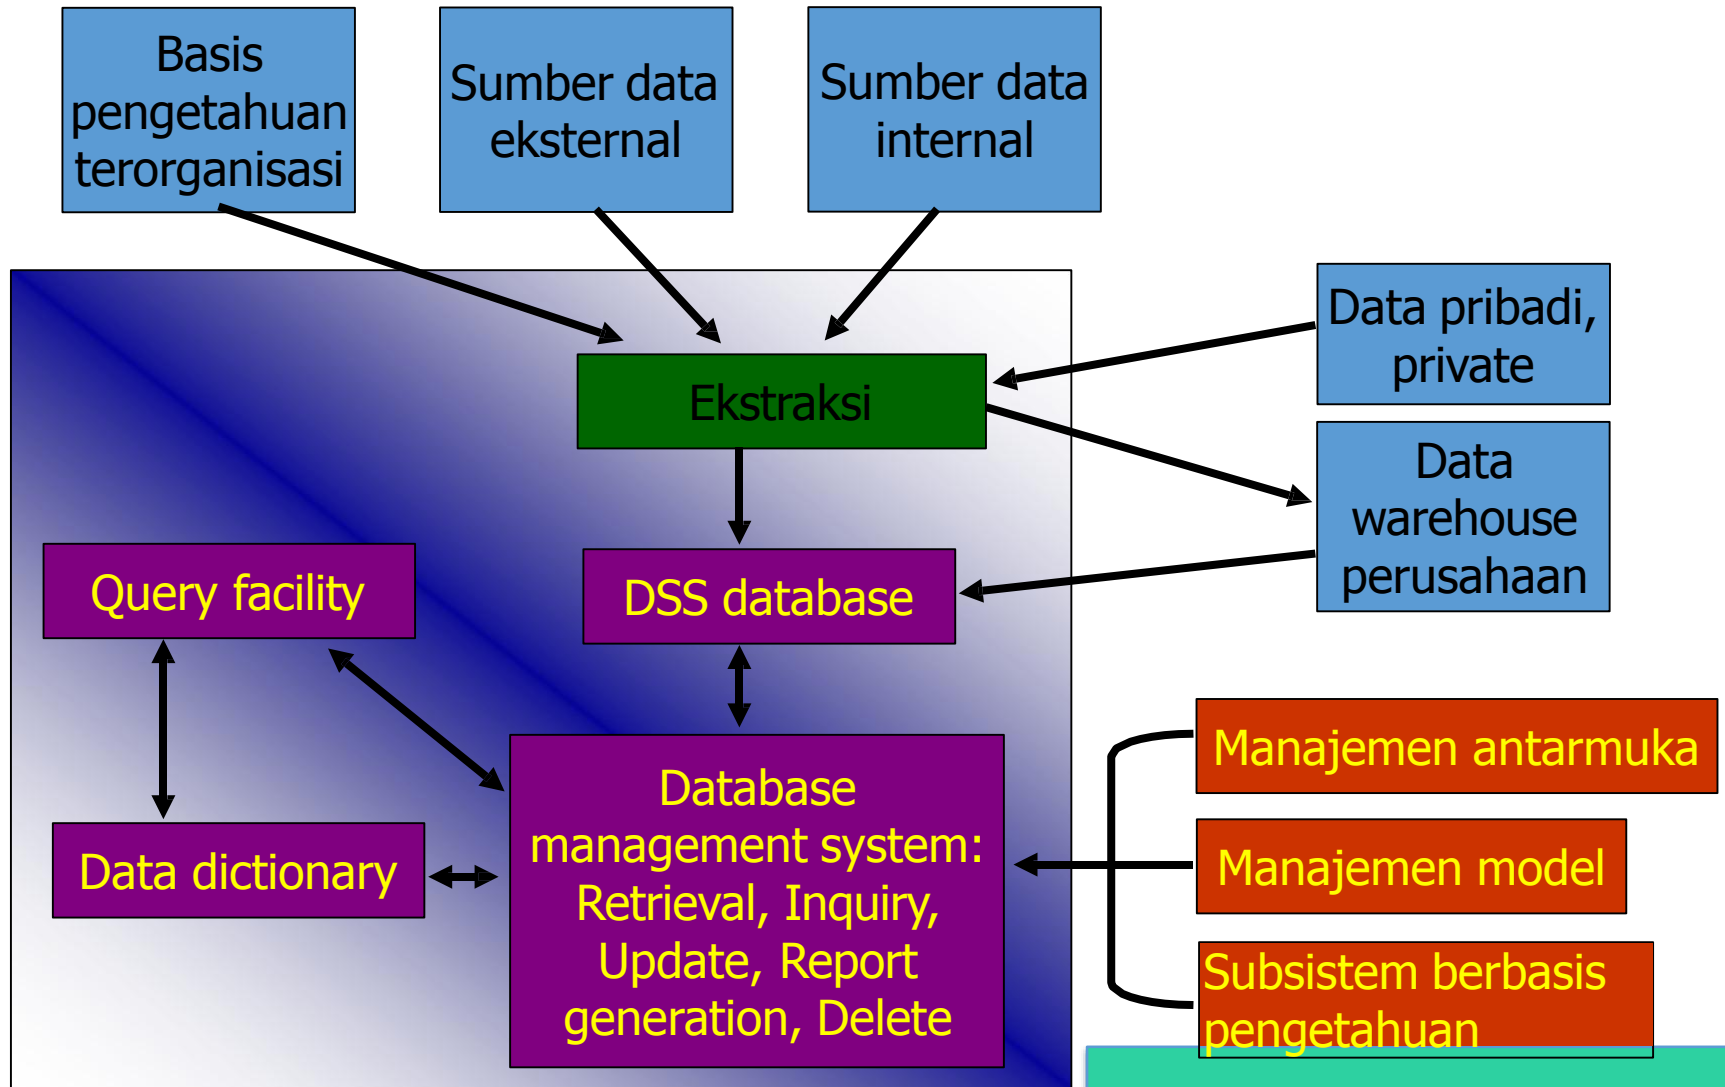 Basis
pengetahuan
terorganisasi
Sumber data
eksternal
Sumber data
internal
Data pribadi,
private
Ekstraksi
Data
warehouse
perusahaan
Query facility
DSS database
Manajemen antarmuka
Database
management system:
Retrieval, Inquiry,
Update, Report
generation, Delete
Data dictionary
Manajemen model
Subsistem berbasis
pengetahuan